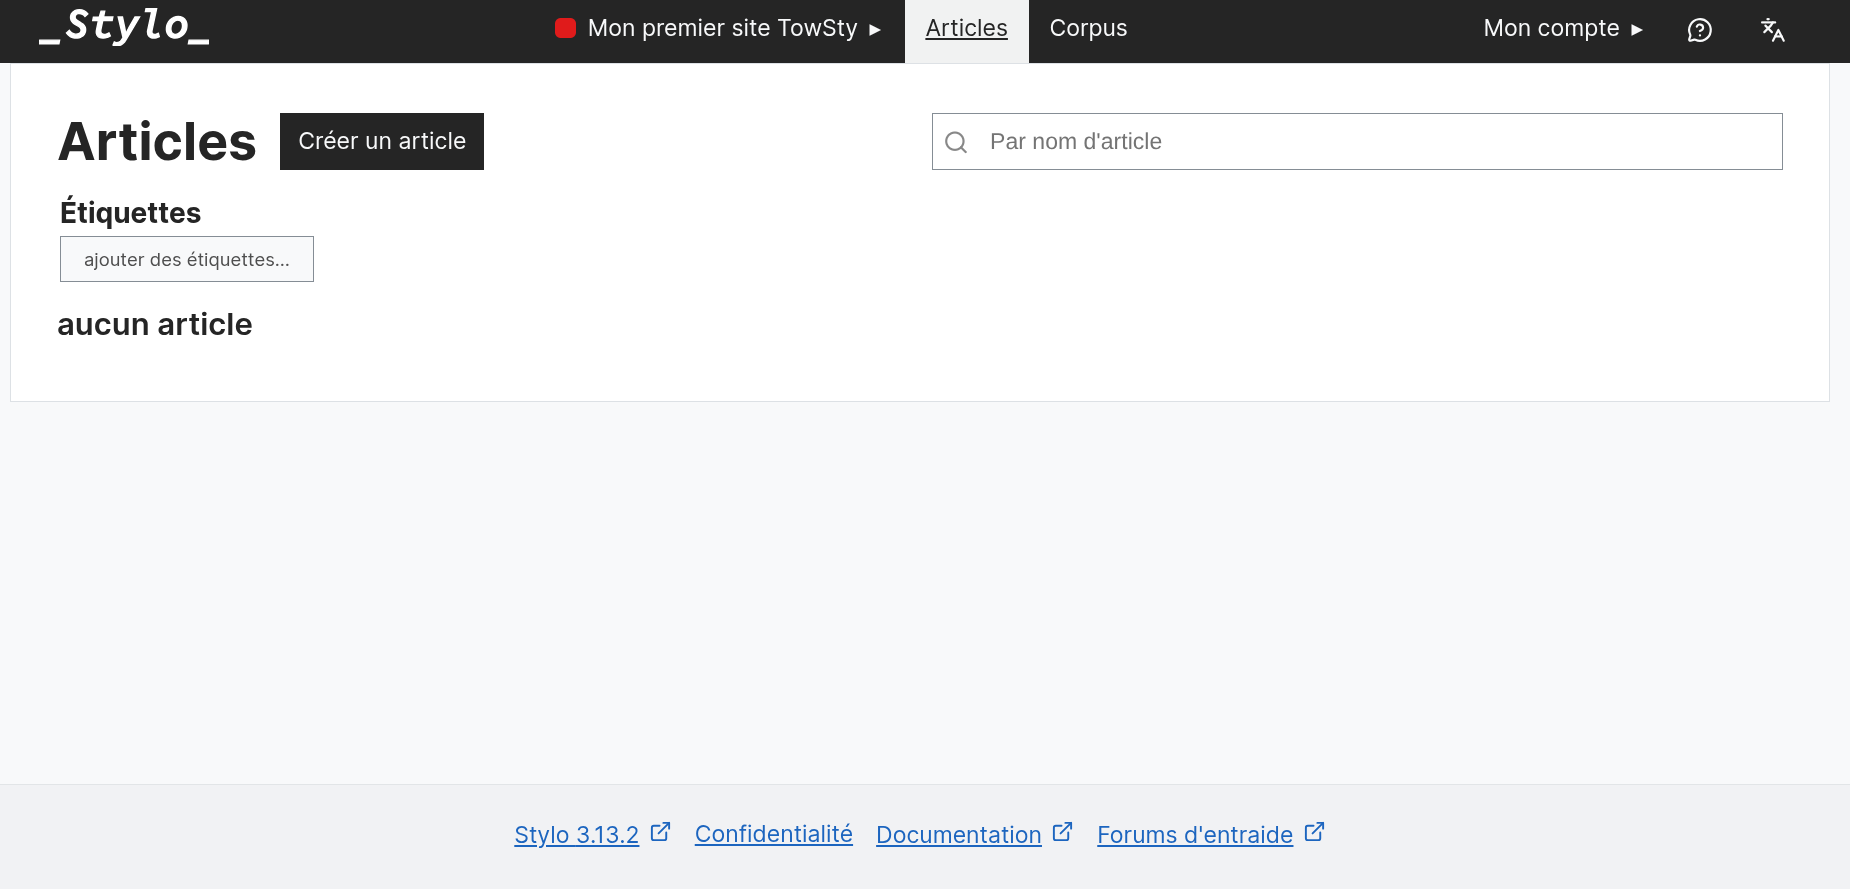 _Stylo_
Mon premier site TowSty ▸
Articles
Corpus
Mon compte ▸
Articles
Créer un article
Par nom d'article
Étiquettes
ajouter des étiquettes...
aucun article
Stylo 3.13.2
Confidentialité
Documentation
Forums d'entraide